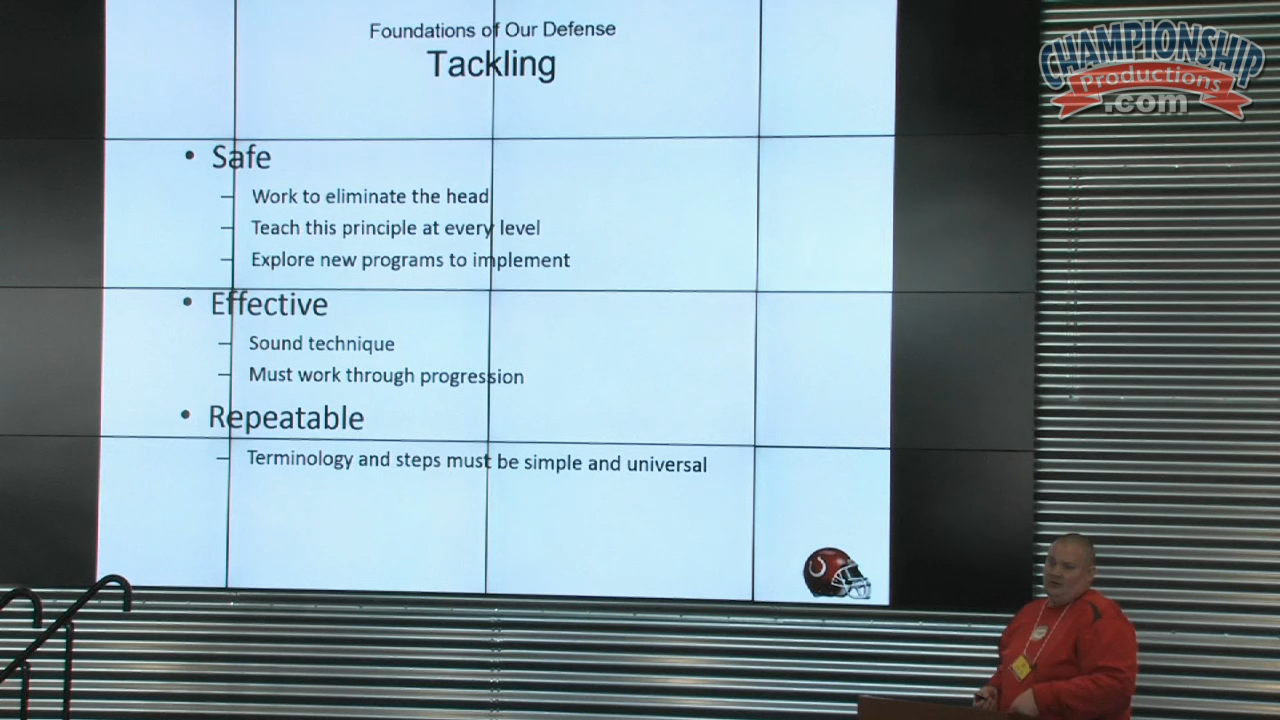 Foundations of Our Defense
Tackling
CHAMPIONSHIP
Productions
.com
• Safe
– Work to eliminate the head
– Teach this principle at every level
– Explore new programs to implement
• Effective
– Sound technique
– Must work through progression
• Repeatable
– Terminology and steps must be simple and universal